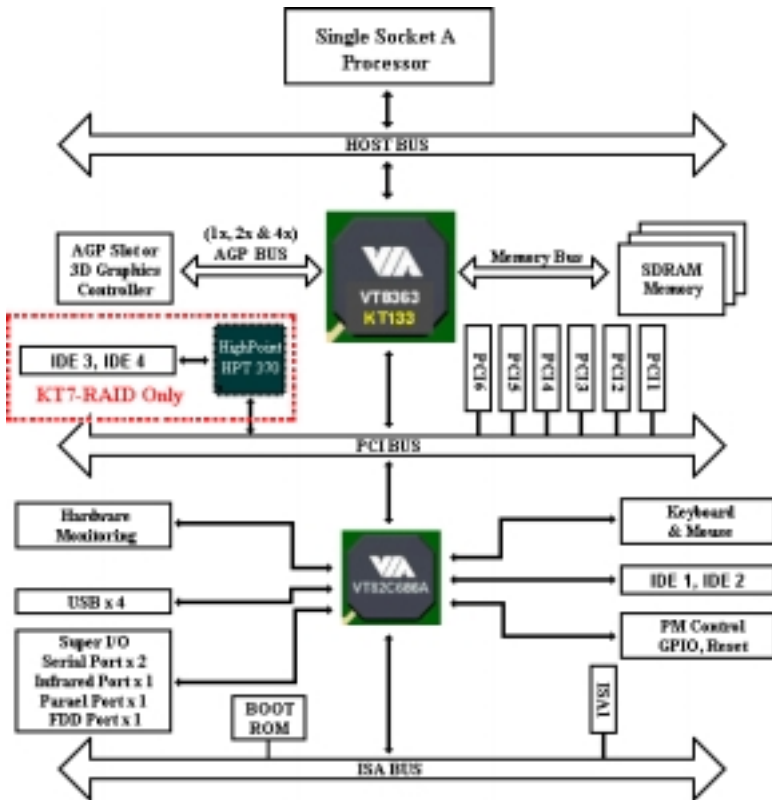 Single Socket A
Processor
HOST BUS
(1x, 2x & 4x)
AGP BUS
AGP Slot or
3D Graphics
Controller
VIA
VT8363
KT133
Memory Bus
SDRAM
Memory
IDE 3, IDE 4
HighPoint
HPT 370
KT7-RAID Only
PCI6
PCI5
PCI4
PCI3
PCI2
PCI1
PCI BUS
Hardware
Monitoring
Keyboard
& Mouse
VIA
VT82C686A
USB x 4
IDE 1, IDE 2
Super I/O
Serial Port x 2
Infrared Port x 1
Parael Port x 1
FDD Port x 1
PM Control
GPIO, Reset
BOOT
ROM
ISA1
ISA BUS